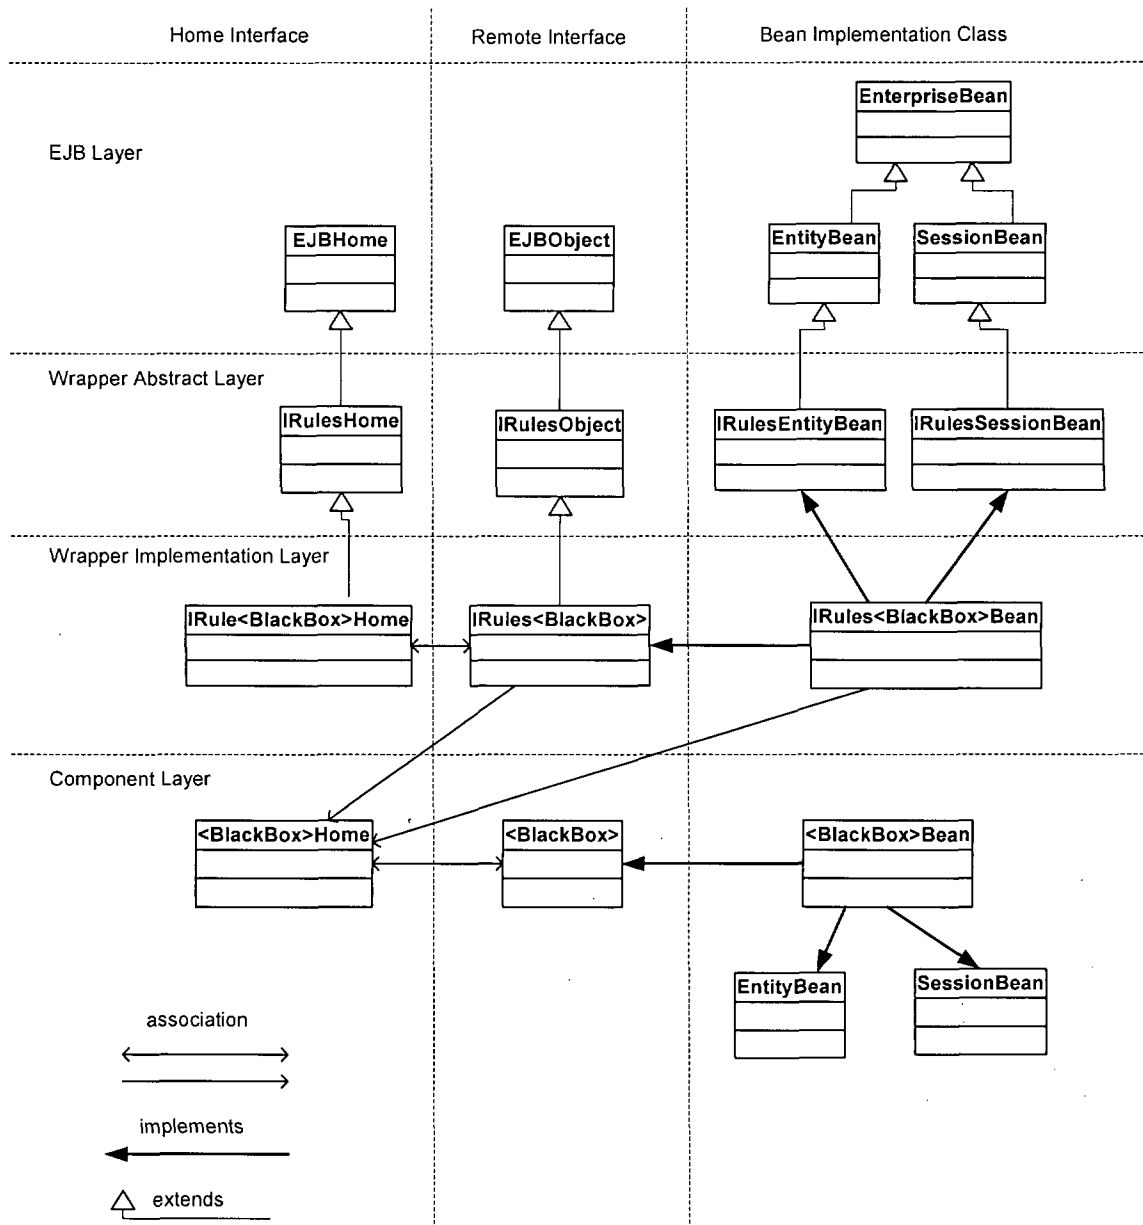 Home Interface
Remote Interface
Bean Implementation Class
EnterpriseBean
EJB Layer
EJBHome
EJBObject
EntityBean
SessionBean
Wrapper Abstract Layer
IRulesHome
IRulesObject
IRulesEntityBean
IRulesSessionBean
Wrapper Implementation Layer
IRule<BlackBox>Home
IRules<BlackBox>
IRules<BlackBox>Bean
Component Layer
<BlackBox>Home
<BlackBox>
<BlackBox>Bean
EntityBean
SessionBean
association
implements
extends